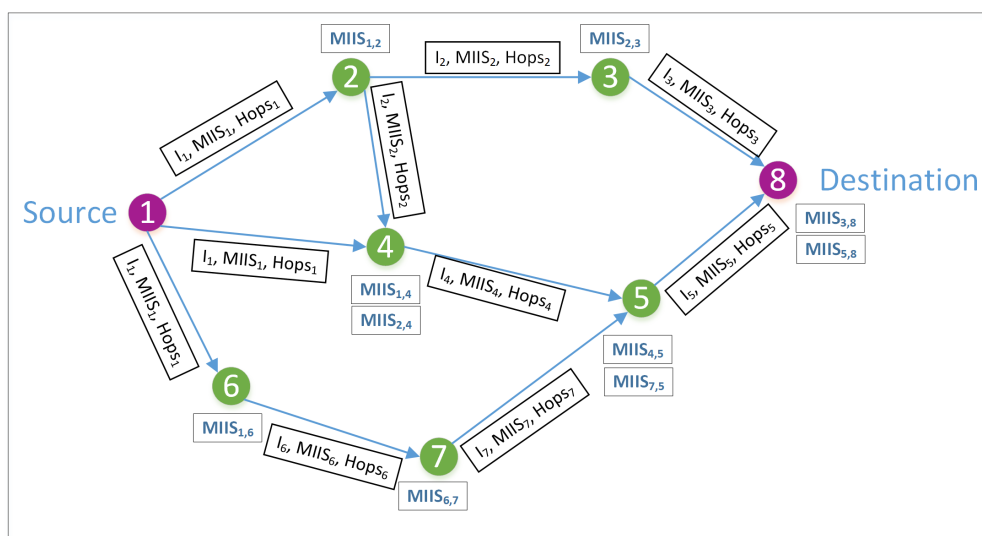 MIIS₁,₂
MIIS₂,₃
I₂, MIIS₂, Hops₂
2
3
I₁, MIIS₁, Hops₁
I₂, MIIS₂, Hops₂
I₃, MIIS₃, Hops₃
8
Destination
Source
1
MIIS₃,₈
MIIS₅,₈
I₁, MIIS₁, Hops₁
4
I₄, MIIS₄, Hops₄
I₅, MIIS₅, Hops₅
MIIS₁,₄
MIIS₂,₄
5
I₁, MIIS₁, Hops₁
MIIS₄,₅
MIIS₇,₅
6
MIIS₁,₆
I₆, MIIS₆, Hops₆
7
I₇, MIIS₇, Hops₇
MIIS₆,₇